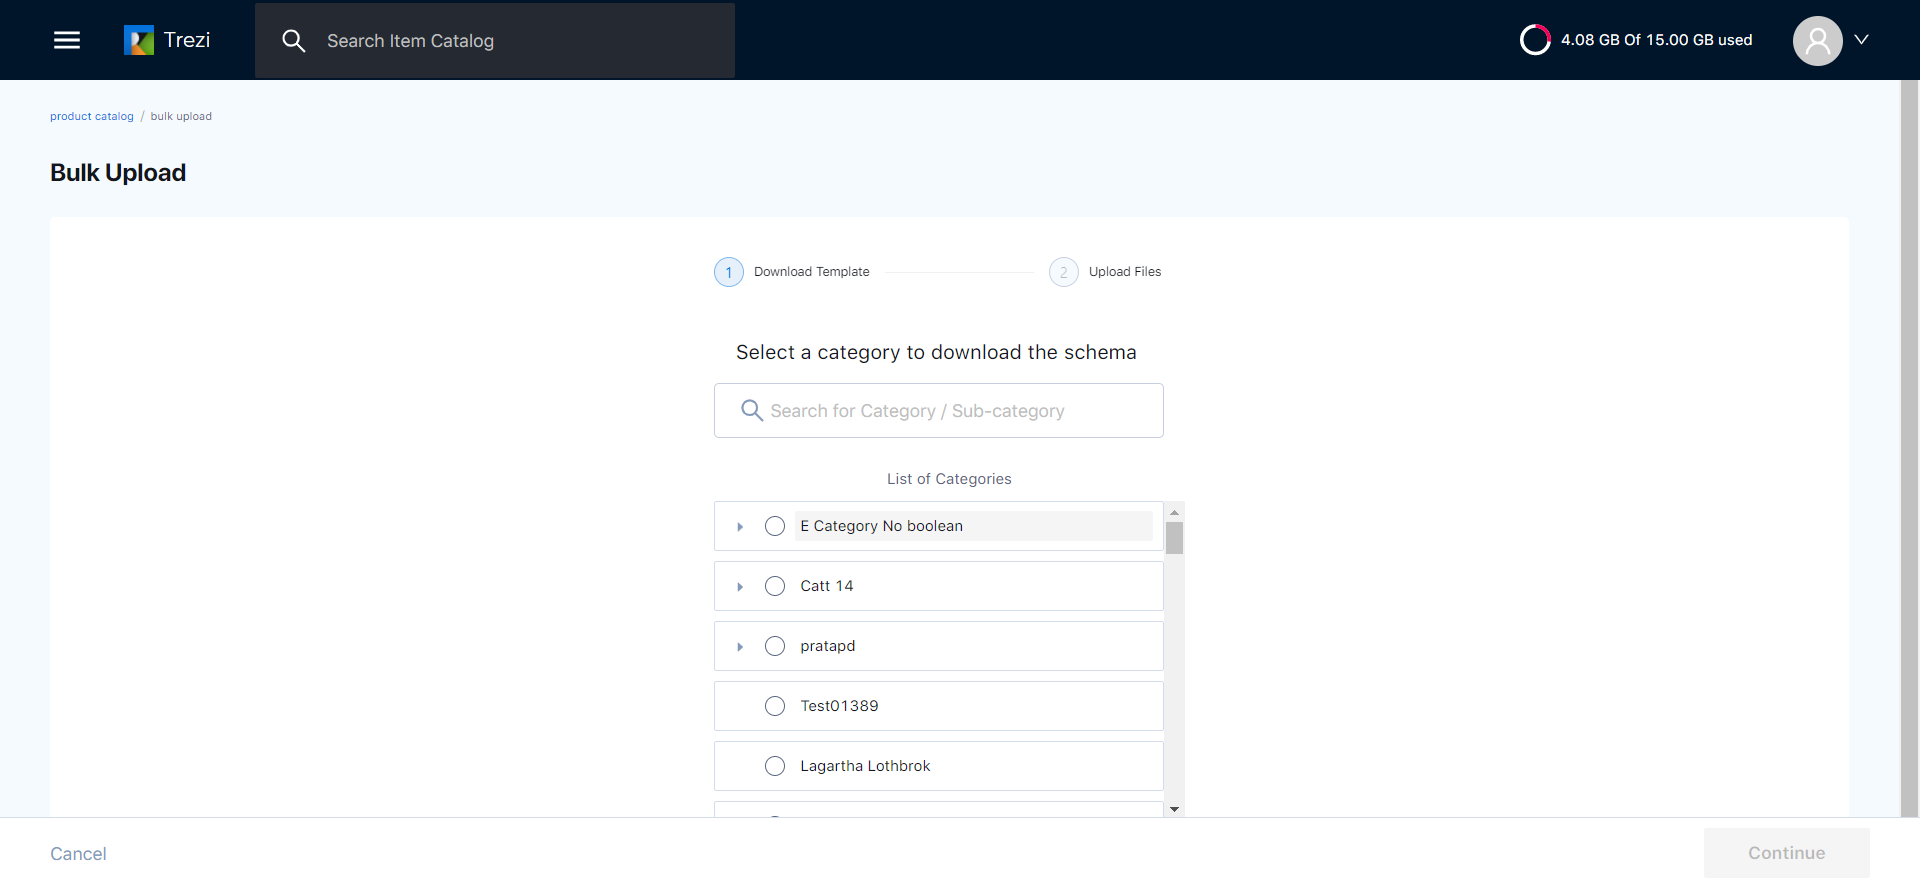 Trezi
Search Item Catalog
4.08 GB Of 15.00 GB used
product catalog / bulk upload
Bulk Upload
1 Download Template
2 Upload Files
Select a category to download the schema
Search for Category / Sub-category
List of Categories
E Category No boolean
Catt 14
pratapd
Test01389
Lagartha Lothbrok
Cancel
Continue